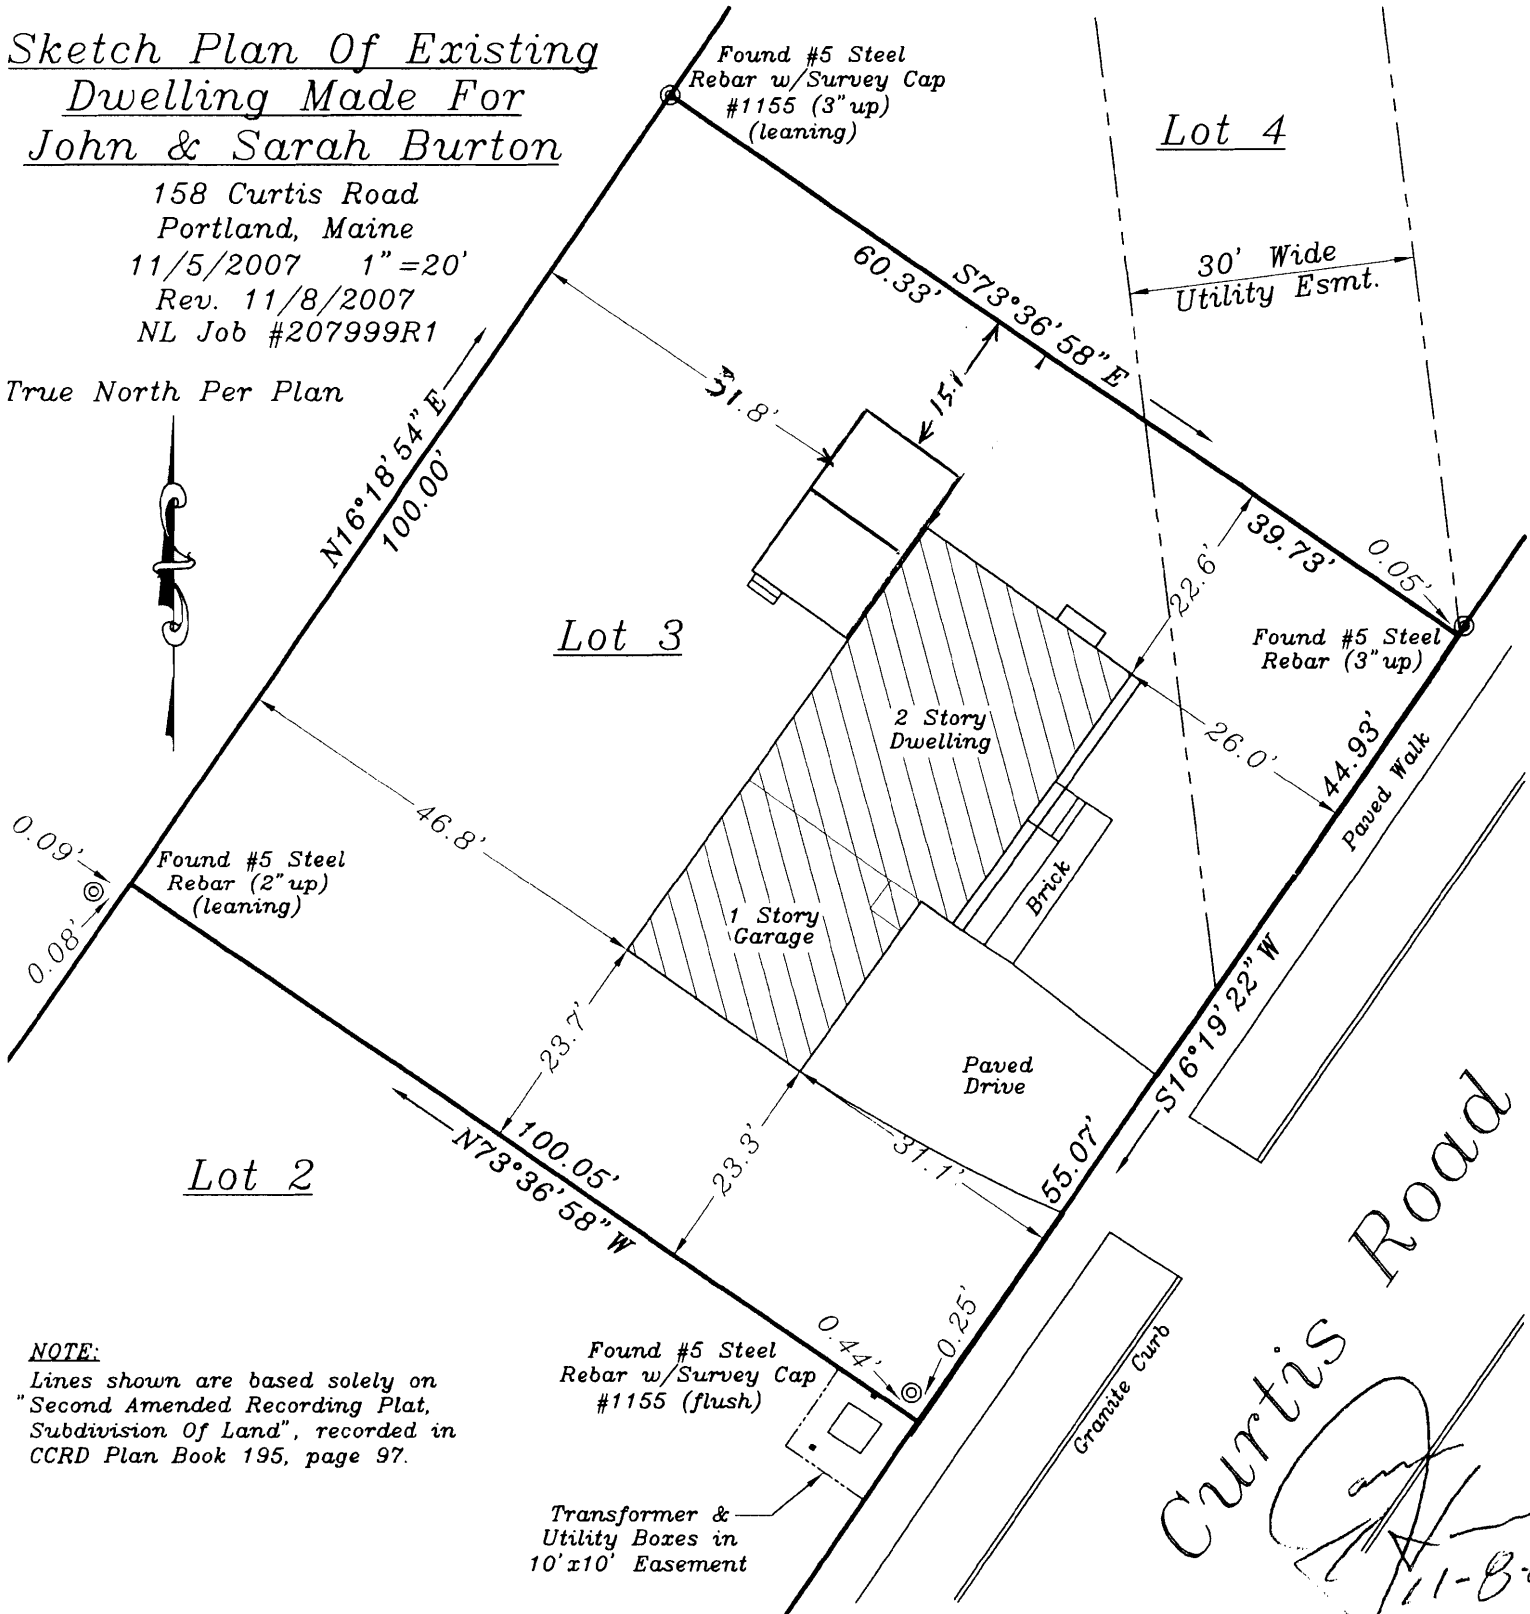 Sketch Plan Of Existing
Dwelling Made For
John & Sarah Burton
158 Curtis Road
Portland, Maine
11/5/2007 1"=20'
Rev. 11/8/2007
NL Job #207999R1
True North Per Plan
Found #5 Steel
Rebar w/Survey Cap
#1155 (3"up)
(leaning)
Lot 4
30' Wide
Utility Esmt.
60.33'
S73°36'58"E
15.1
31.8'
N16°18'54"E
100.00'
39.73'
0.05'
22.6'
Found #5 Steel
Rebar (3"up)
Lot 3
2 Story
Dwelling
26.0'
44.93'
Paved Walk
46.8'
0.09'
Found #5 Steel
Rebar (2"up)
(leaning)
0.08'
Brick
1 Story
Garage
S16°19'22"W
23.7'
Paved
Drive
23.3'
31.1'
55.07'
100.05'
N73°36'58"W
Lot 2
Curtis Road
0.25'
0.44'
Granite Curb
NOTE:
Lines shown are based solely on
"Second Amended Recording Plat,
Subdivision Of Land", recorded in
CCRD Plan Book 195, page 97.
Found #5 Steel
Rebar w/Survey Cap
#1155 (flush)
Transformer &
Utility Boxes in
10'x10' Easement
11-8-